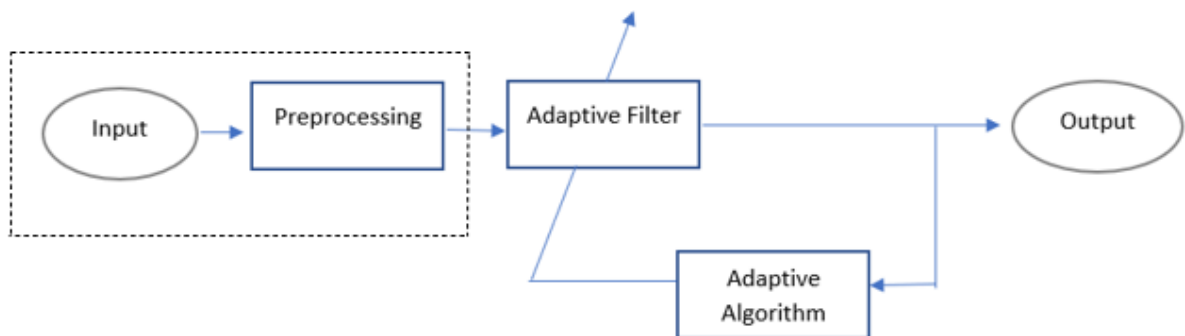 Input
Preprocessing
Adaptive Filter
Output
Adaptive
Algorithm